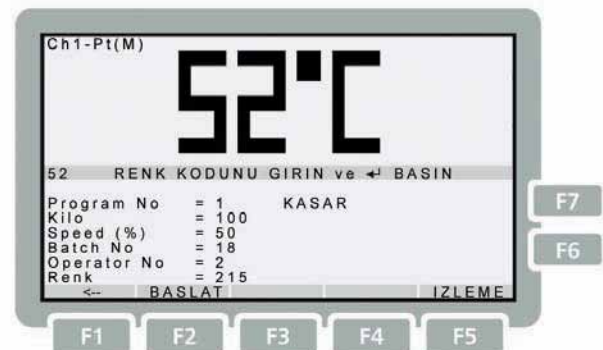 Ch1-Pt(M)
52°C
52 RENK KODUNU GIRIN ve ↵ BASIN
Program No = 1 KASAR
Kilo = 100
Speed (%) = 50
Batch No = 18
Operator No = 2
Renk = 215
<-- BASLAT IZLEME
F7
F6
F1 F2 F3 F4 F5